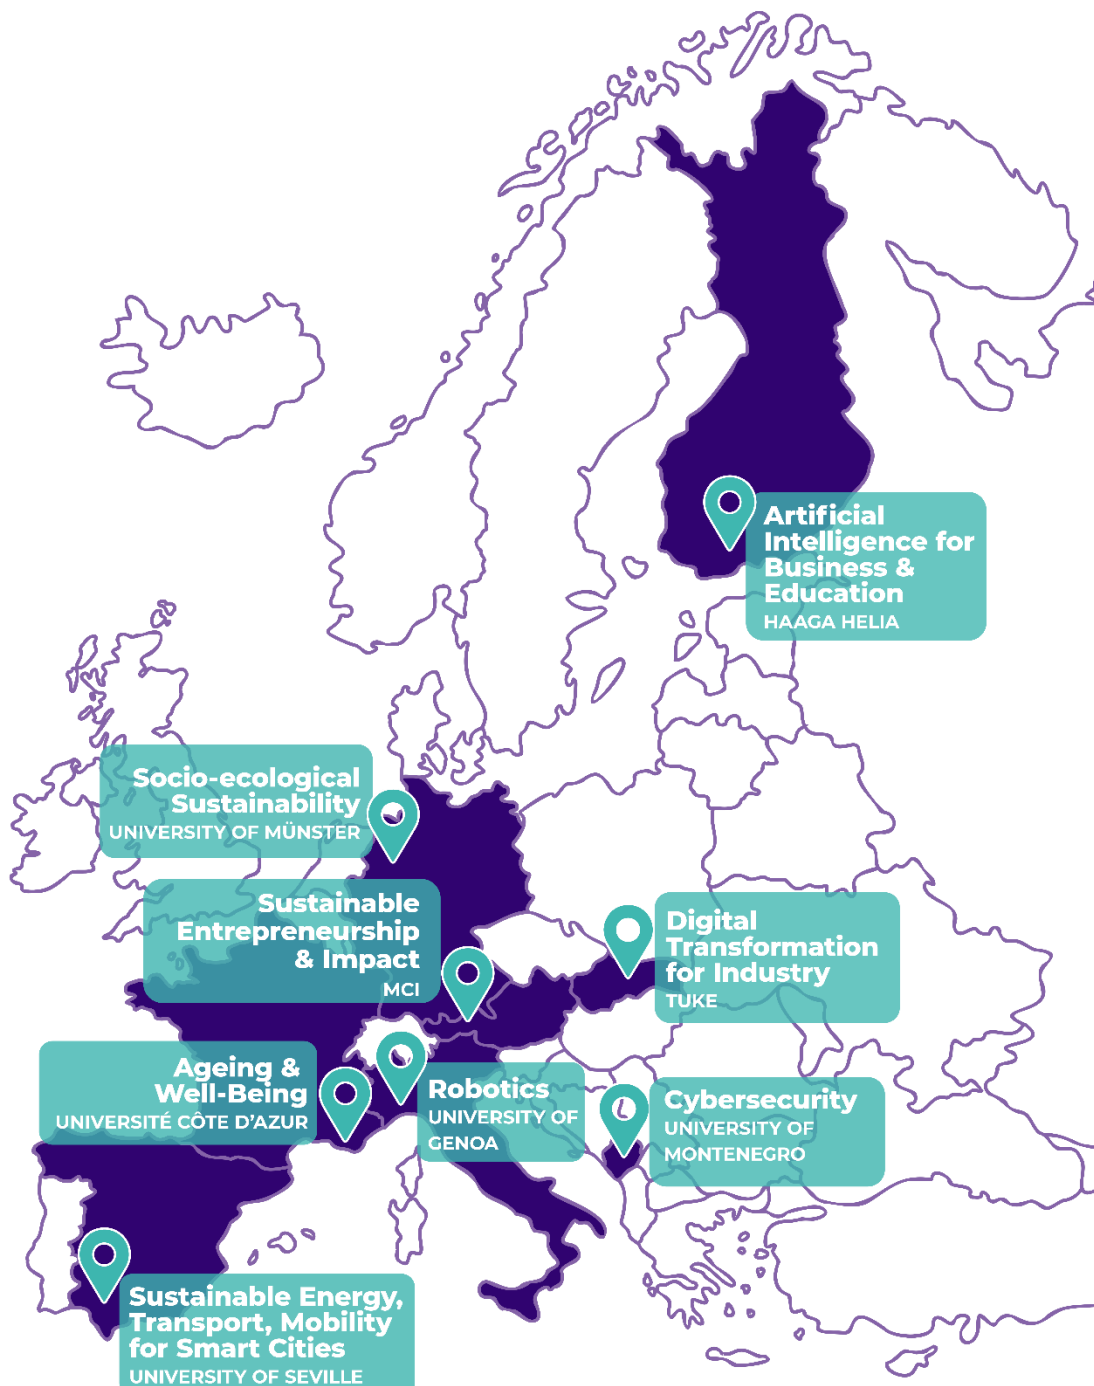 Artificial
Intelligence for
Business &
Education
HAAGA HELIA
Socio-ecological
Sustainability
UNIVERSITY OF MÜNSTER
Sustainable
Entrepreneurship
& Impact
MCI
Digital
Transformation
for Industry
TUKE
Ageing &
Well-Being
UNIVERSITÉ CÔTE D'AZUR
Robotics
UNIVERSITY OF
GENOA
Cybersecurity
UNIVERSITY OF
MONTENEGRO
Sustainable Energy,
Transport, Mobility
for Smart Cities
UNIVERSITY OF SEVILLE